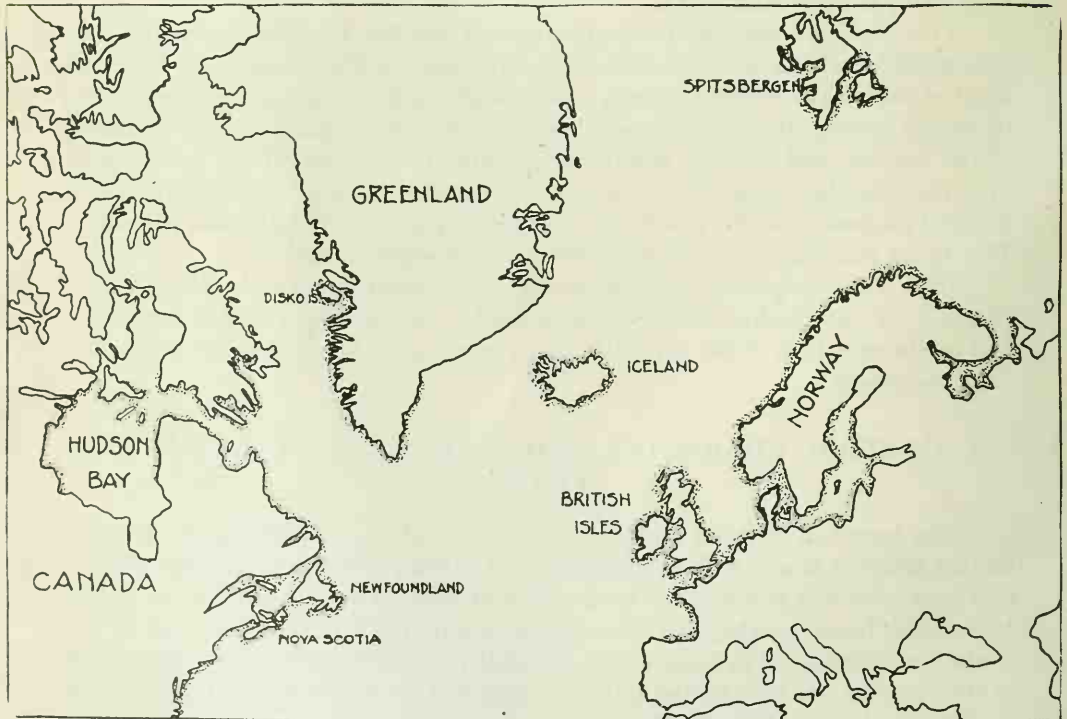 SPITSBERGEN
GREENLAND
DISKO IS.
ICELAND
NORWAY
HUDSON
BAY
BRITISH
ISLES
CANADA
NEWFOUNDLAND
NOVA SCOTIA